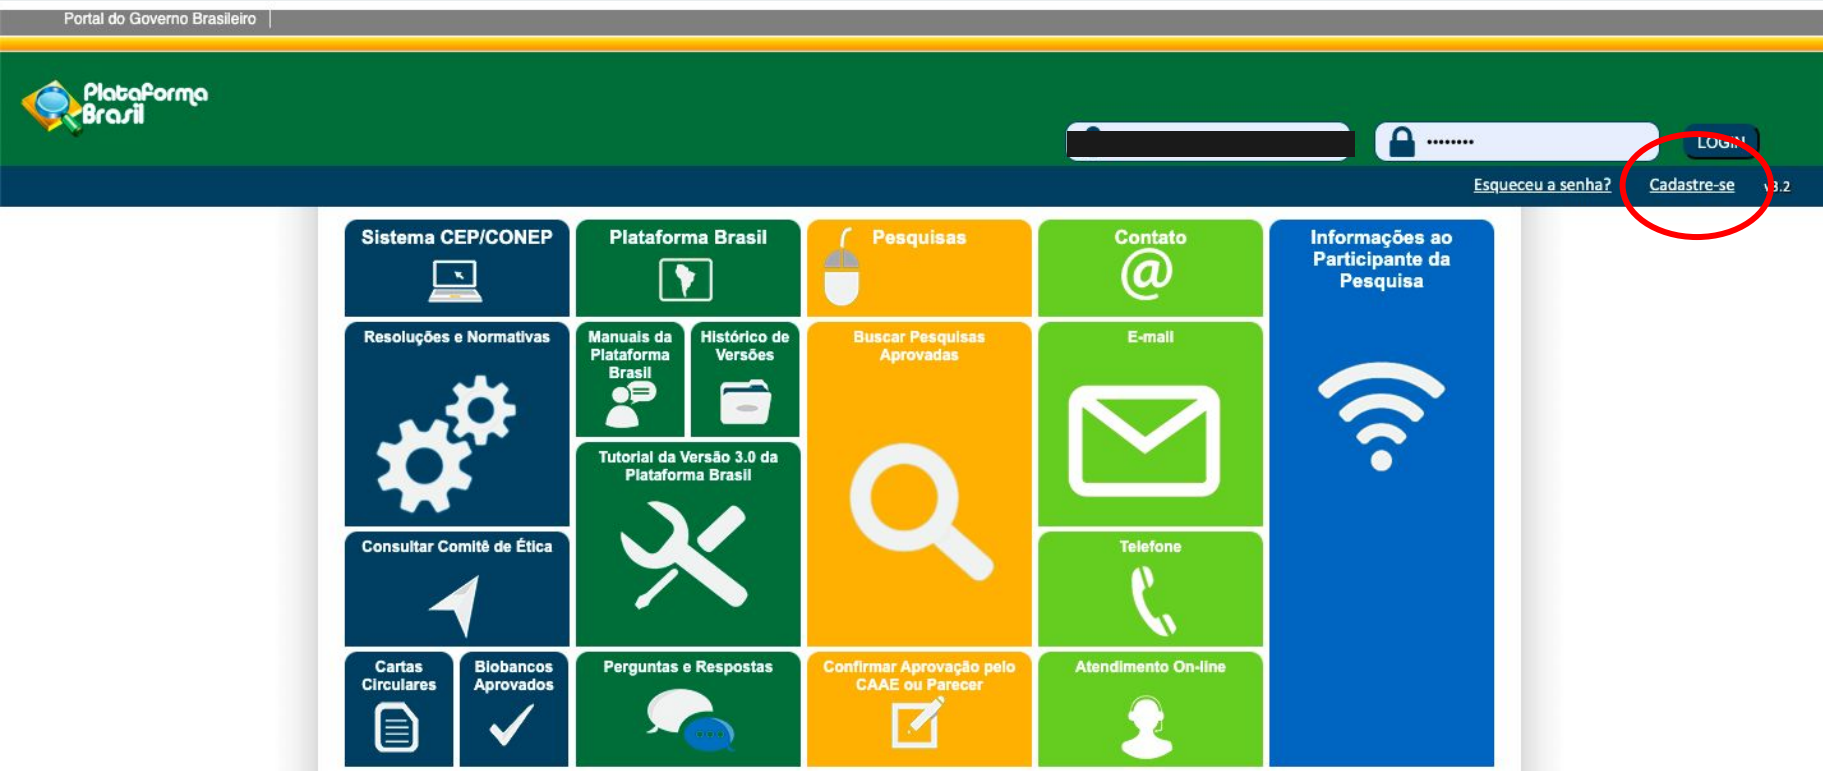 Portal do Governo Brasileiro
Plataforma
Brasil
••••••••
LOGIN
Esqueceu a senha?
Cadastre-se
v3.2
Sistema CEP/CONEP
Plataforma Brasil
Pesquisas
Contato
@
Informações ao
Participante da
Pesquisa
Resoluções e Normativas
Manuais da
Plataforma
Brasil
Histórico de
Versões
Buscar Pesquisas
Aprovadas
E-mail
Tutorial da Versão 3.0 da
Plataforma Brasil
Consultar Comitê de Ética
Telefone
Cartas
Circulares
Biobancos
Aprovados
Perguntas e Respostas
Confirmar Aprovação pelo
CAAE ou Parecer
Atendimento On-line